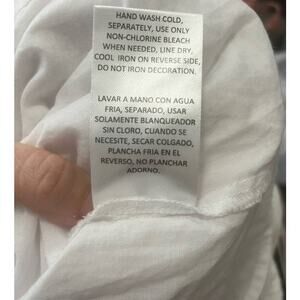 HAND WASH COLD,
SEPARATELY, USE ONLY
NON-CHLORINE BLEACH
WHEN NEEDED, LINE DRY,
COOL IRON ON REVERSE SIDE,
DO NOT IRON DECORATION.
LAVAR A MANO CON AGUA
FRIA, SEPARADO, USAR
SOLAMENTE BLANQUEADOR
SIN CLORO, CUANDO SE
NECESITE, SECAR COLGADO,
PLANCHA FRIA EN EL
REVERSO, NO PLANCHAR
ADORNO.